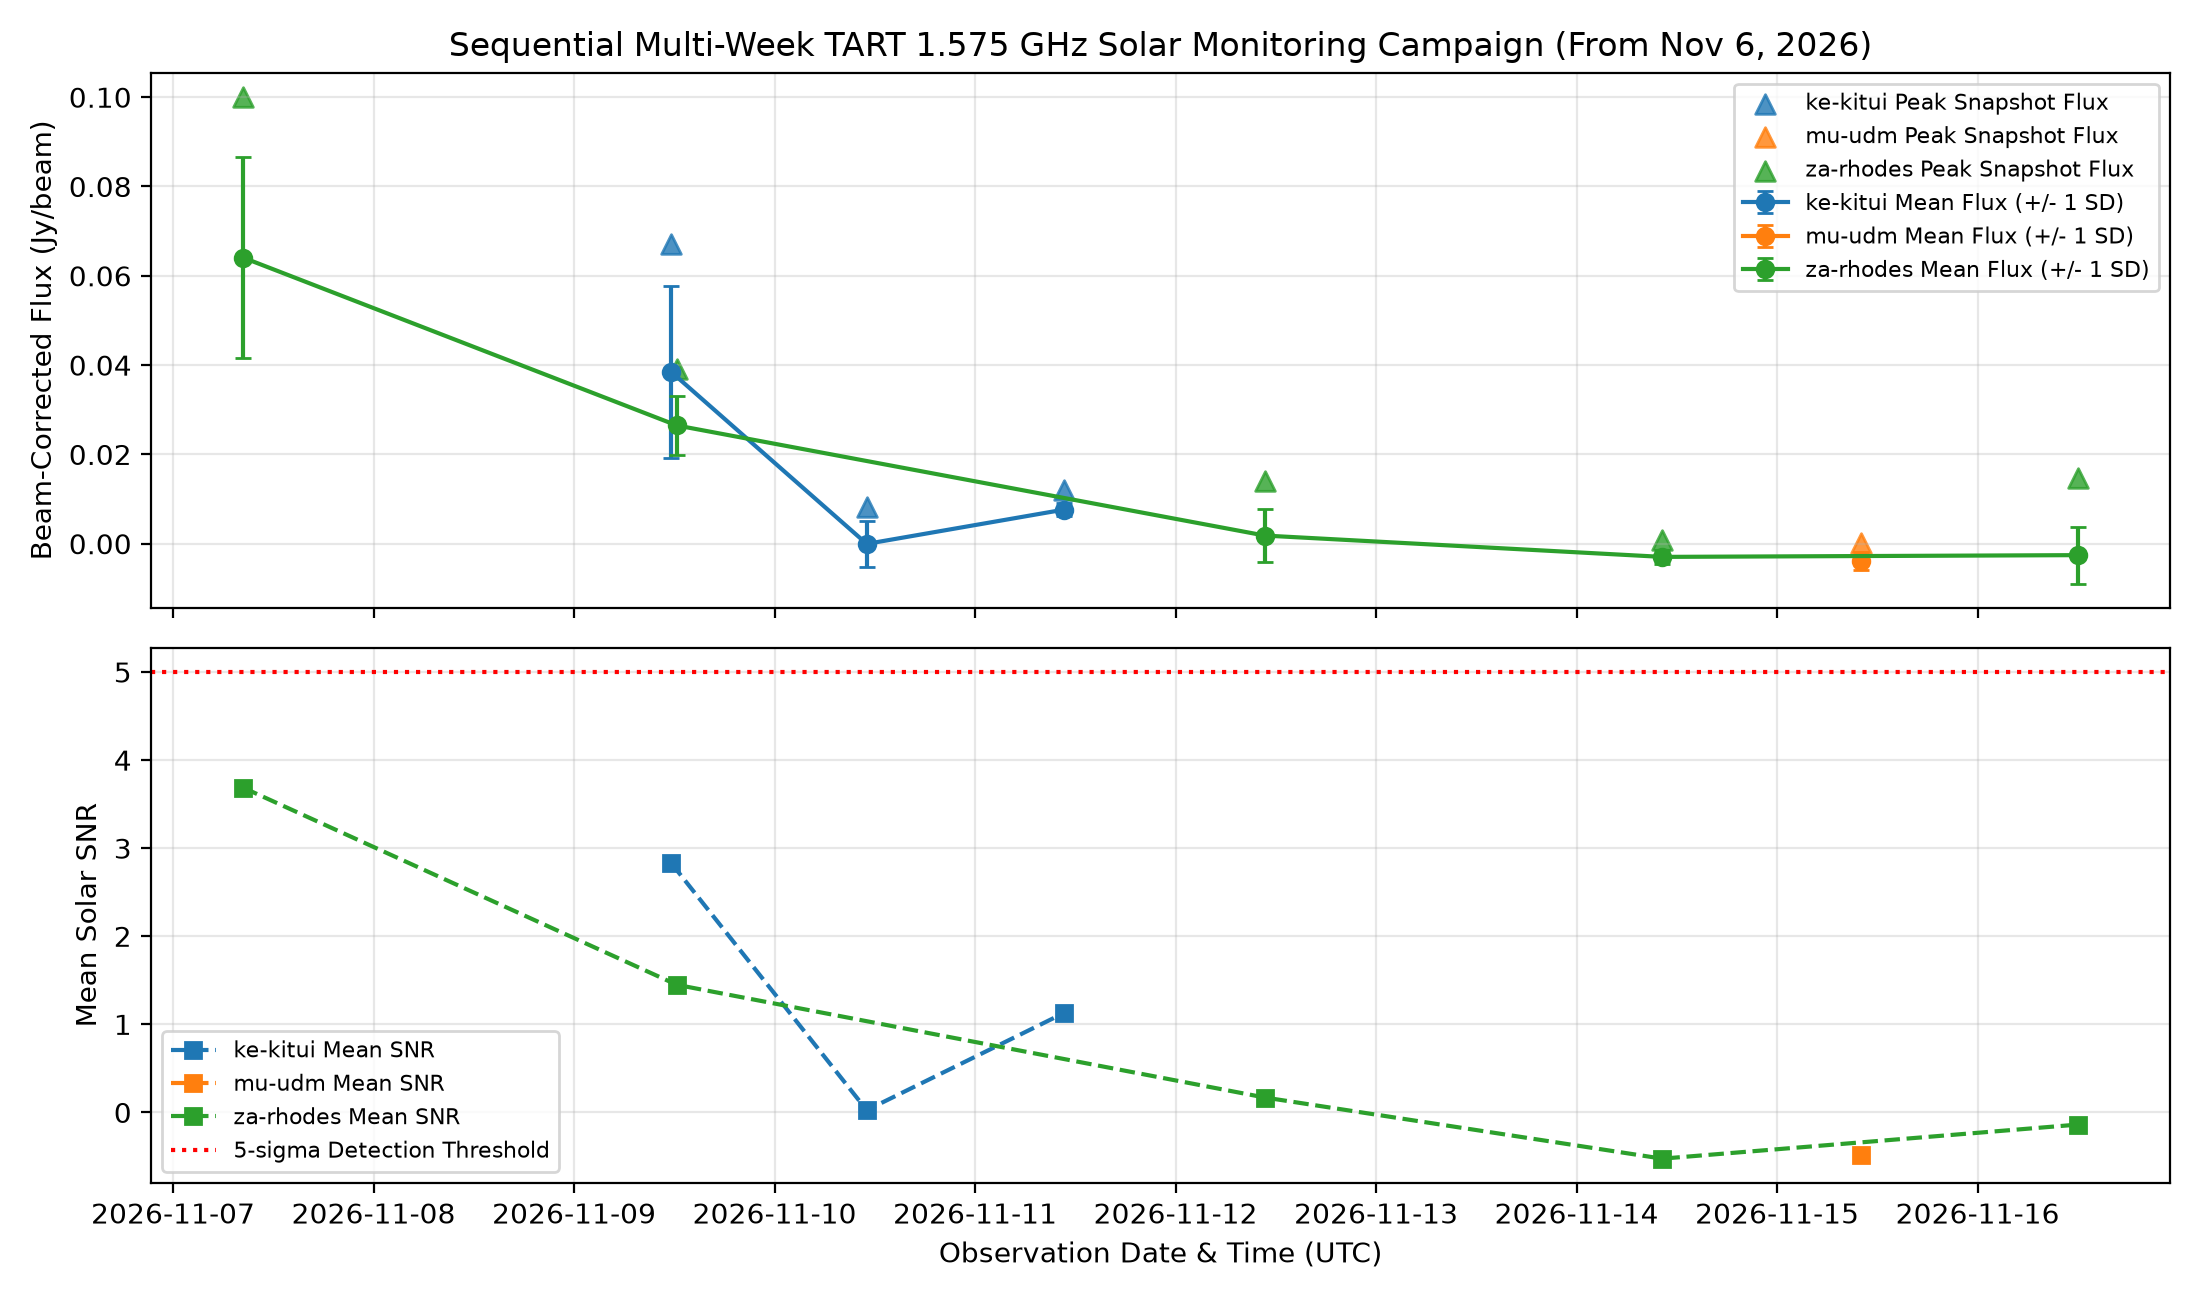 Sequential Multi-Week TART 1.575 GHz Solar Monitoring Campaign (From Nov 6, 2026)
Beam-Corrected Flux (Jy/beam)
0.10
0.08
0.06
0.04
0.02
0.00
ke-kitui Peak Snapshot Flux
mu-udm Peak Snapshot Flux
za-rhodes Peak Snapshot Flux
ke-kitui Mean Flux (+/- 1 SD)
mu-udm Mean Flux (+/- 1 SD)
za-rhodes Mean Flux (+/- 1 SD)
Mean Solar SNR
5
4
3
2
1
0
ke-kitui Mean SNR
mu-udm Mean SNR
za-rhodes Mean SNR
5-sigma Detection Threshold
2026-11-07 2026-11-08 2026-11-09 2026-11-10 2026-11-11 2026-11-12 2026-11-13 2026-11-14 2026-11-15 2026-11-16
Observation Date & Time (UTC)